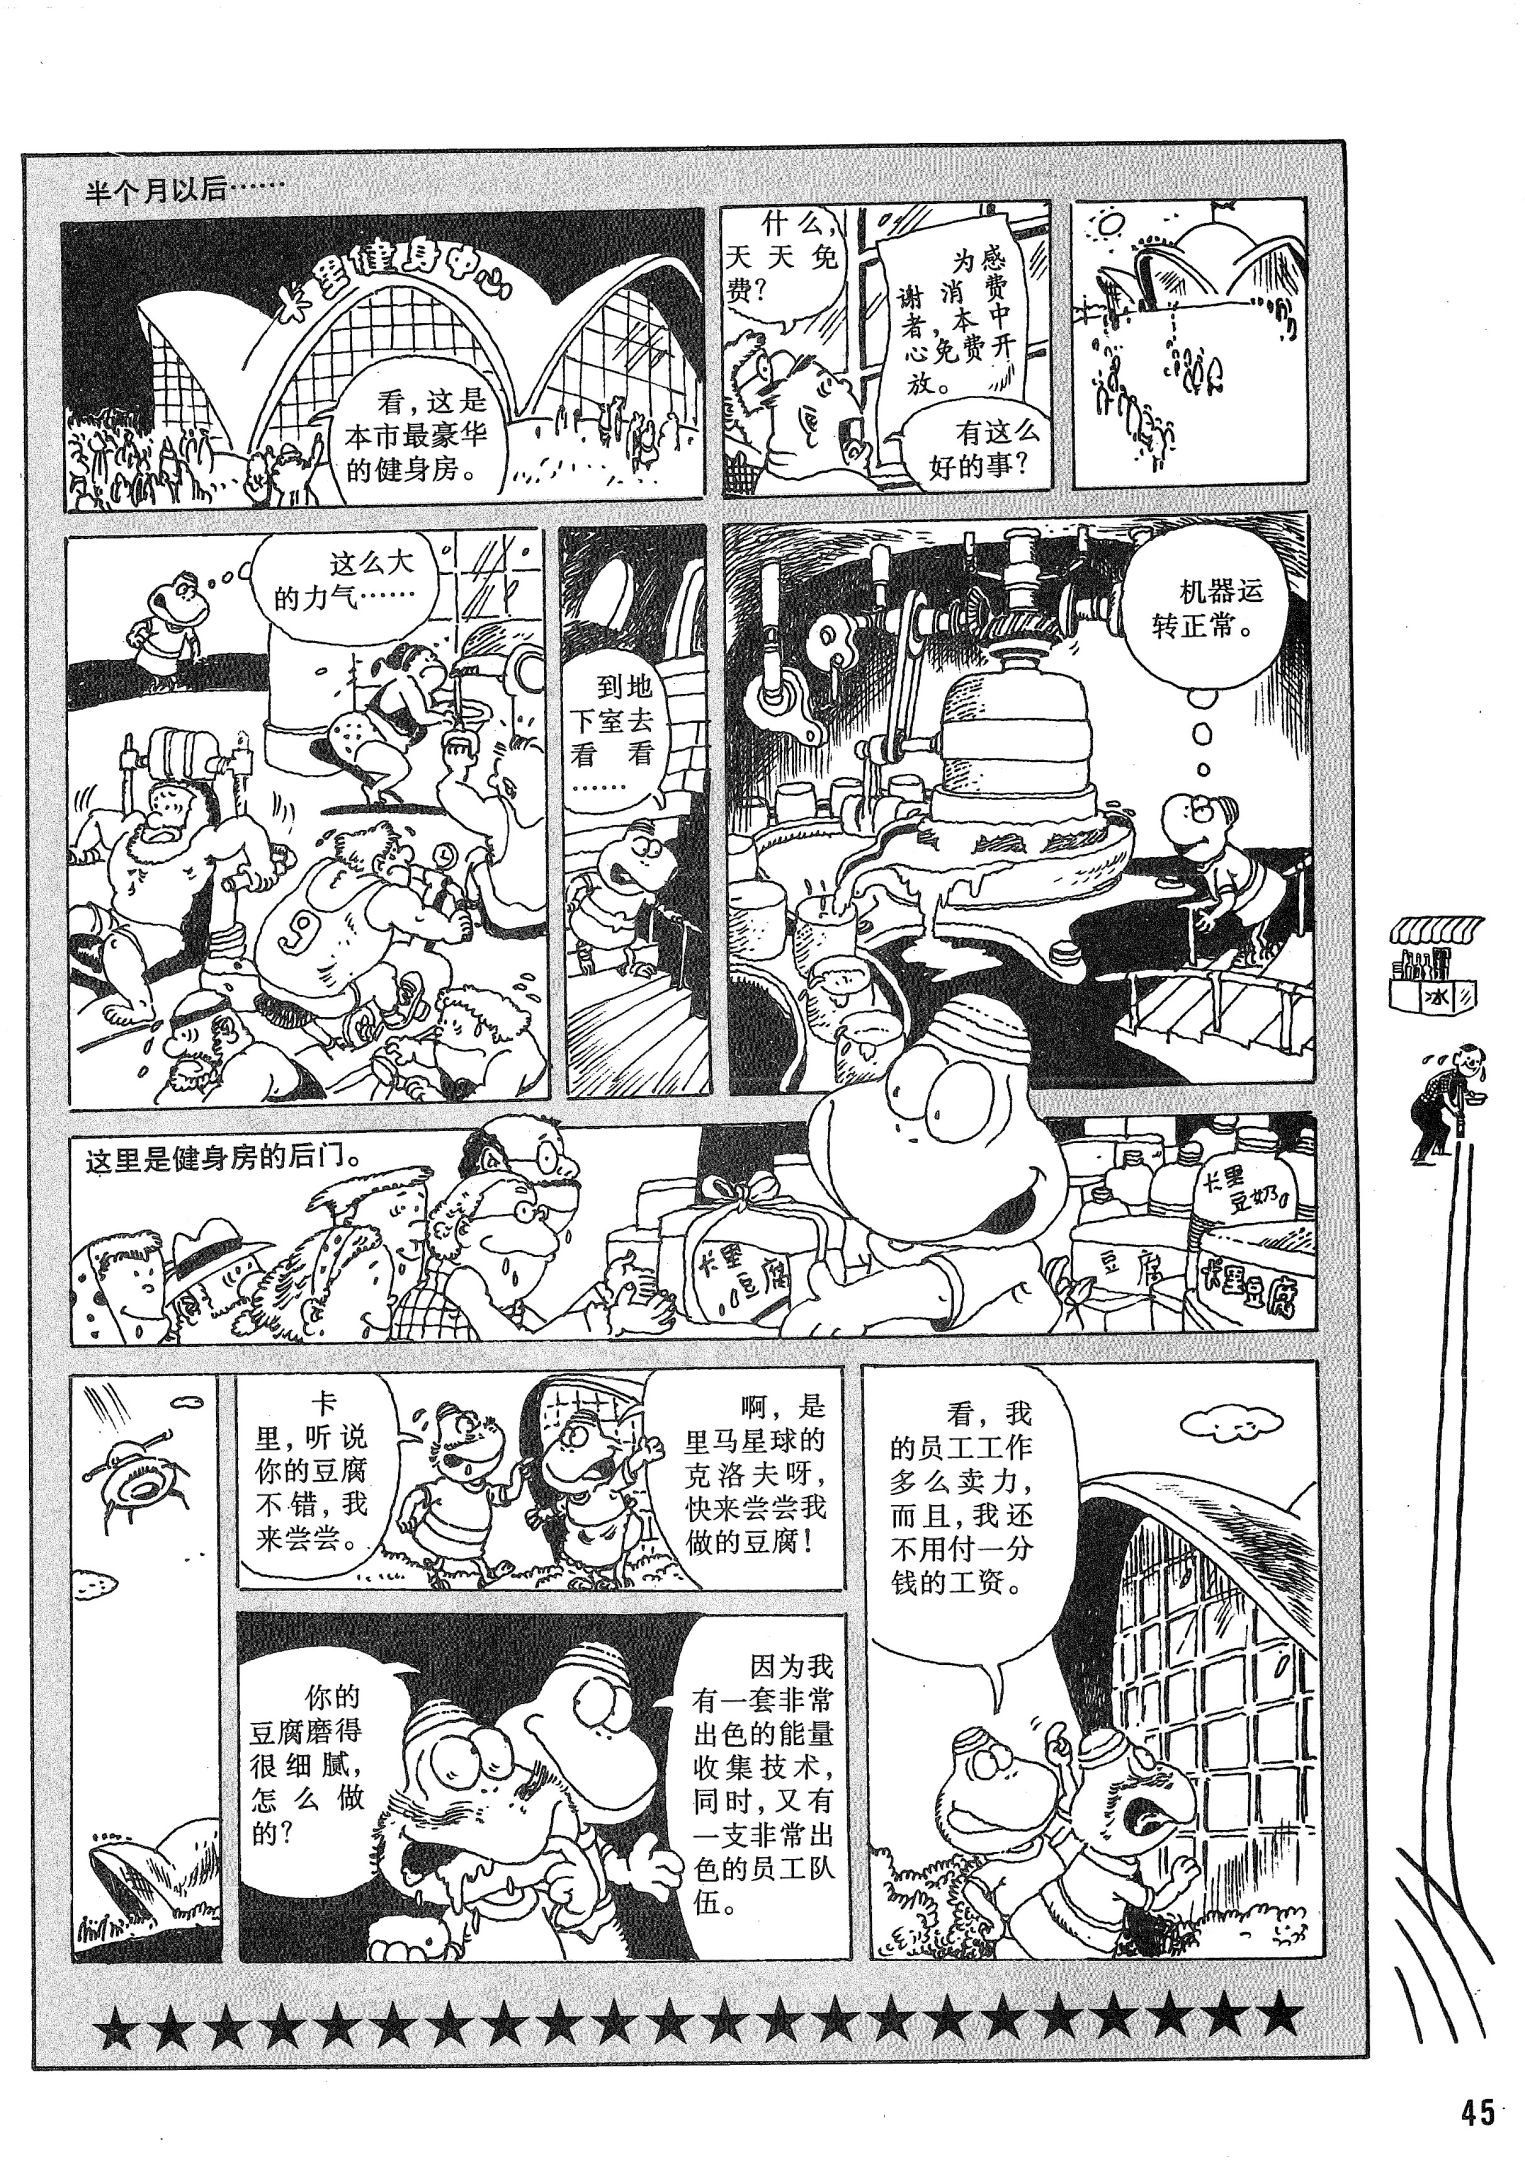 半个月以后……
卡里健身中心
看，这是
本市最豪华
的健身房。
什么，
天天免
费？
为感
谢消费
者，本中
心免费开
放。
有这么
好的事？
这么大
的力气……
9
到地
下室去
看看
……
机器运
转正常。
这里是健身房的后门。
卡里
豆腐
豆腐
卡里
豆奶
卡里豆腐
卡
里，听说
你的豆腐
不错，我
来尝尝。
啊，是
里马星球的
克洛夫呀，
快来尝尝我
做的豆腐！
你的
豆腐磨得
很细腻，
怎么做
的？
因为我
有一套非常
出色的能量
收集技术，
同时，又有
一支非常出
色的员工队
伍。
看，我
的员工工作
多么卖力，
而且，我还
不用付一分
钱的工资。
冰
45